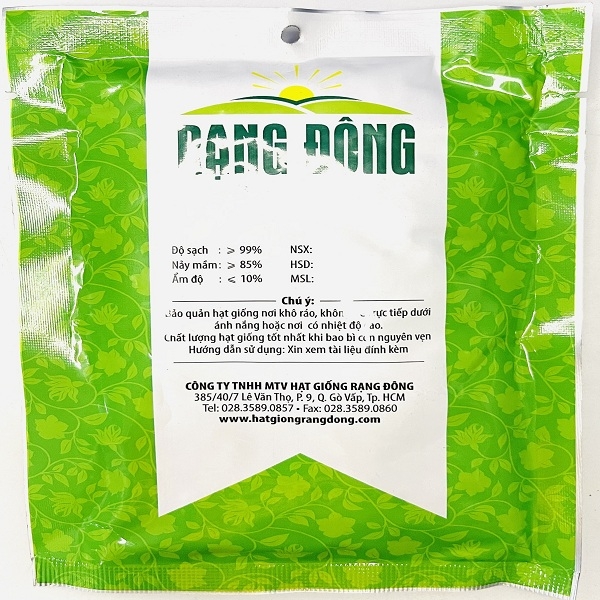 RẠNG ĐÔNG
Độ sạch : ⩾ 99% NSX:
Nảy mầm: ⩾ 85% HSD:
Ẩm độ : ⩽ 10% MSL:
Chú ý:
Bảo quản hạt giống nơi khô ráo, trực tiếp dưới
ánh nắng hoặc nơi có nhiệt độ cao.
Chất lượng hạt giống tốt nhất khi bao bì còn nguyên vẹn
Hướng dẫn sử dụng: Xin xem tài liệu đính kèm
CÔNG TY TNHH MTV HẠT GIỐNG RẠNG ĐÔNG
385/40/7 Lê Văn Thọ, P. 9, Q. Gò Vấp, Tp. HCM
Tel: 028.3589.0857 • Fax: 028.3589.0860
www.hatgiongrangdong.com